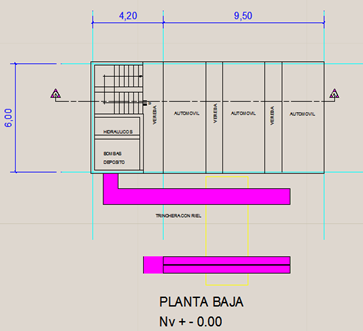 4,20
9,50
6,00
VEREDA
AUTOMOVIL
VEREDA
AUTOMOVIL
VEREDA
AUTOMOVIL
HIDRAULICOS
BOMBAS
DEPOSITO
TRINCHERA CON RIEL
PLANTA BAJA
Nv + - 0.00